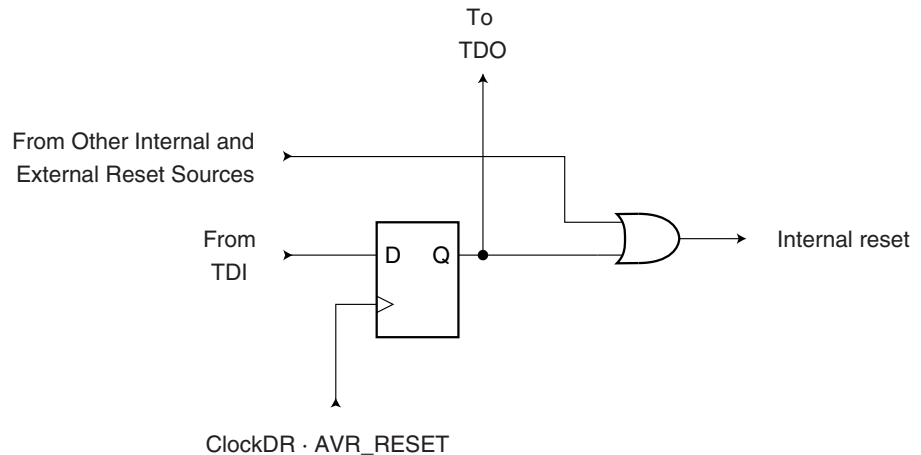 To
TDO
From Other Internal and
External Reset Sources
From
TDI
D Q
Internal reset
ClockDR · AVR_RESET